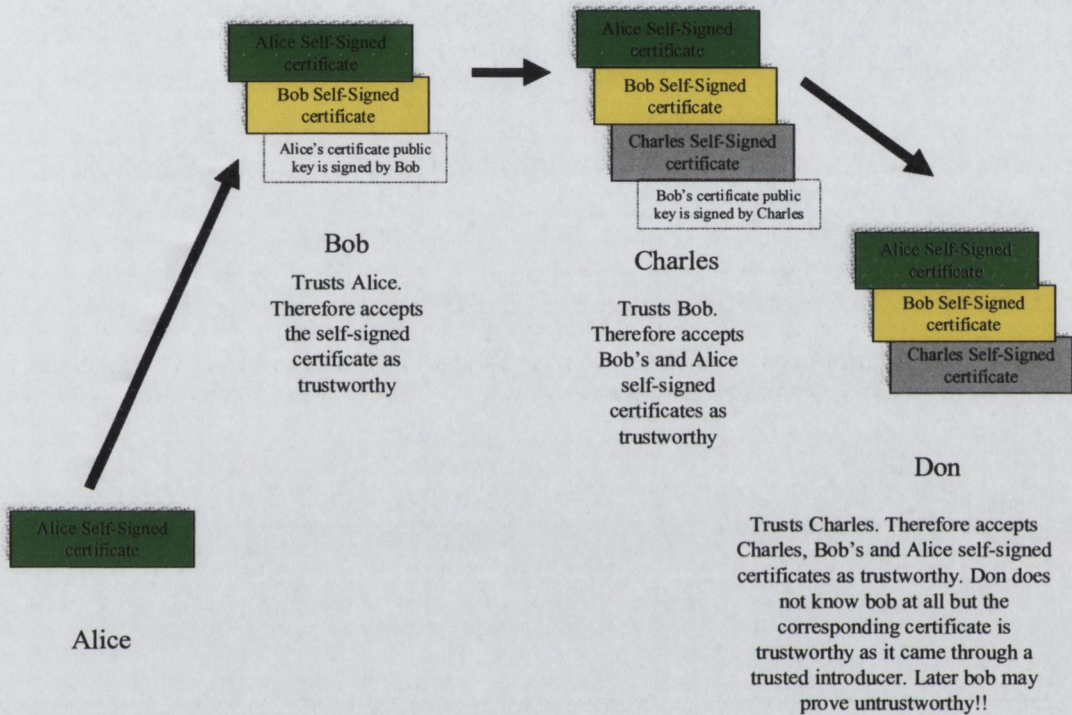 Alice Self-Signed
certificate
Bob Self-Signed
certificate
Alice's certificate public
key is signed by Bob
Bob
Trusts Alice.
Therefore accepts
the self-signed
certificate as
trustworthy
Alice Self-Signed
certificate
Bob Self-Signed
certificate
Charles Self-Signed
certificate
Bob's certificate public
key is signed by Charles
Charles
Trusts Bob.
Therefore accepts
Bob's and Alice
self-signed
certificates as
trustworthy
Alice Self-Signed
certificate
Bob Self-Signed
certificate
Charles Self-Signed
certificate
Don
Trusts Charles. Therefore accepts
Charles, Bob's and Alice self-signed
certificates as trustworthy. Don does
not know bob at all but the
corresponding certificate is
trustworthy as it came through a
trusted introducer. Later bob may
prove untrustworthy!!
Alice Self-Signed
certificate
Alice